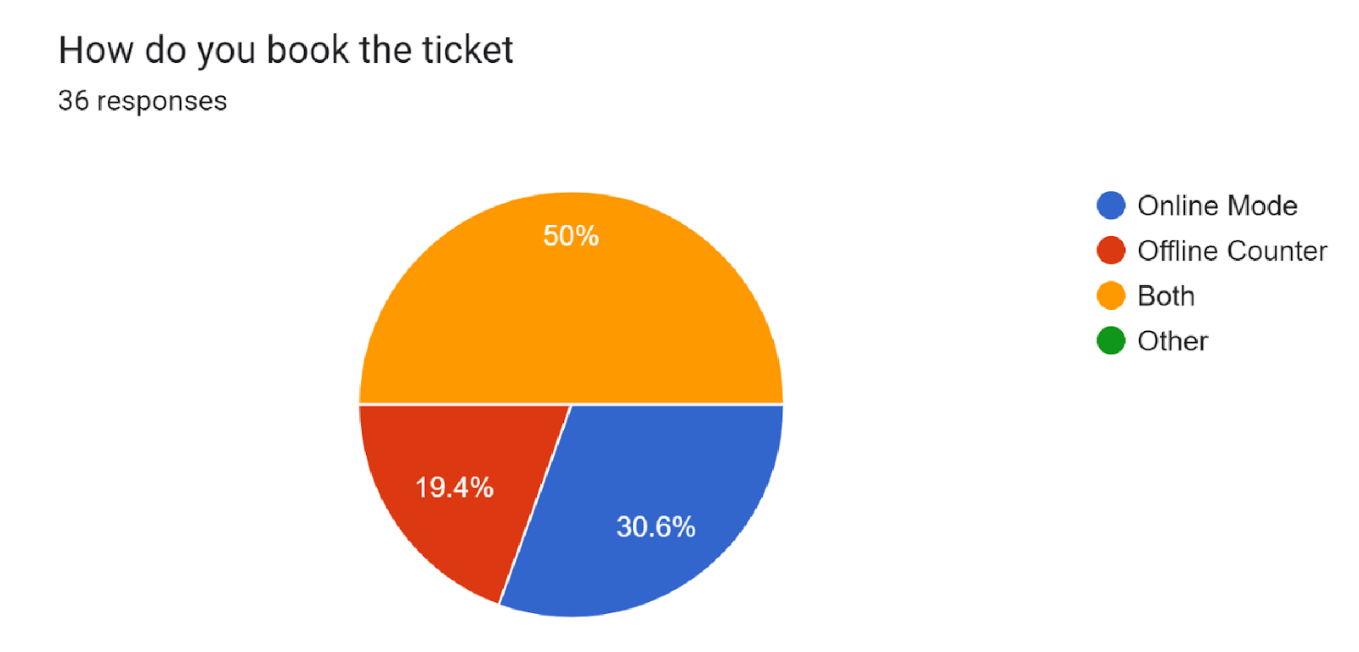 How do you book the ticket
36 responses
50%
19.4%
30.6%
Online Mode
Offline Counter
Both
Other